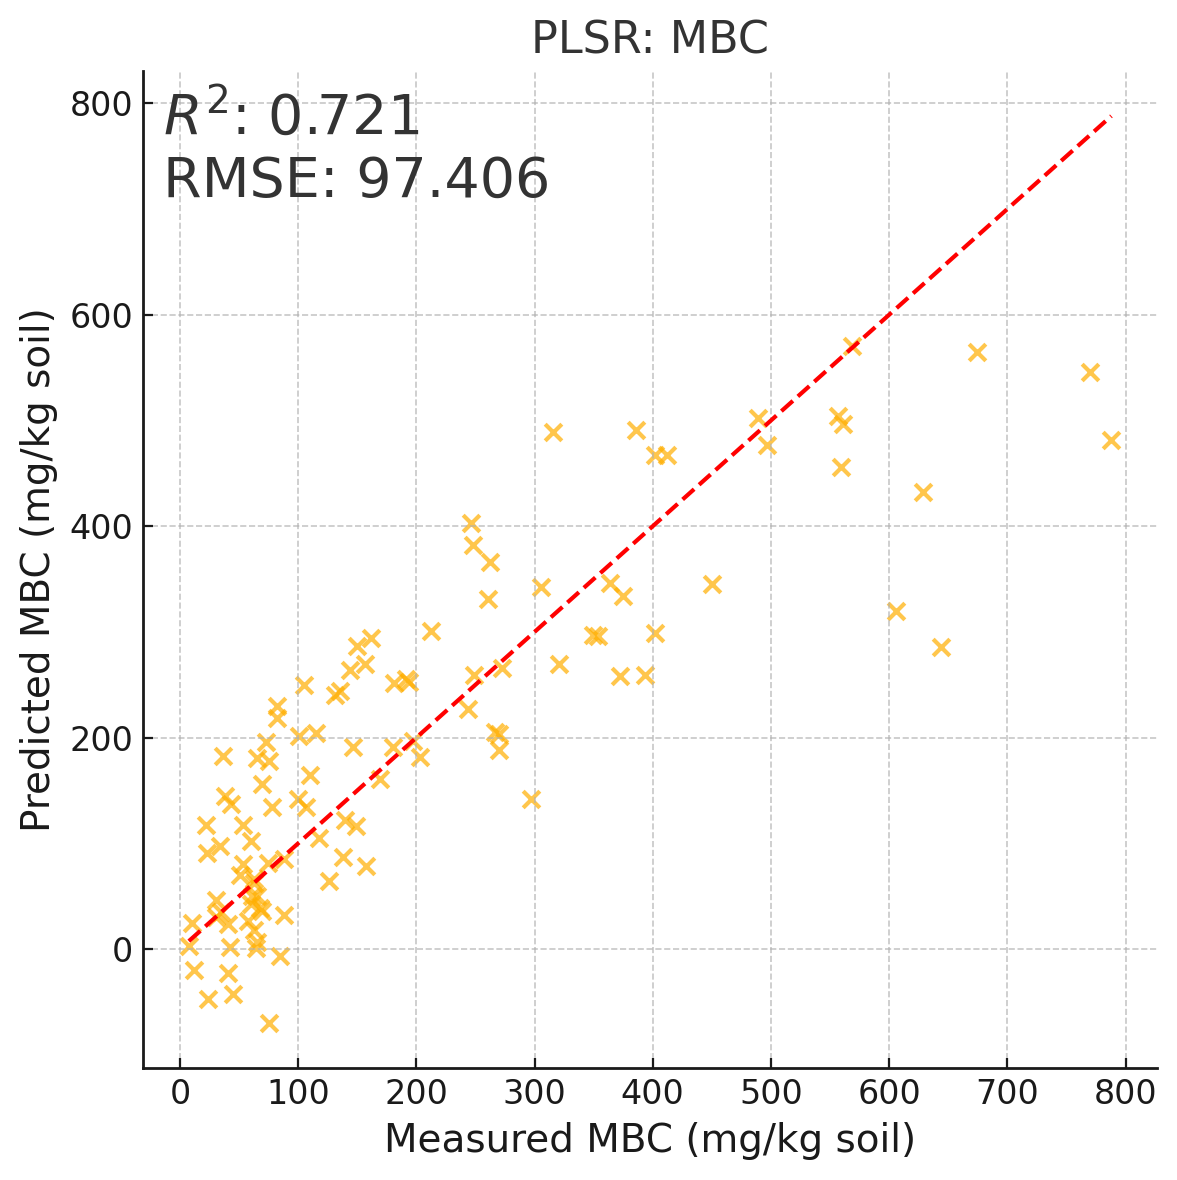 PLSR: MBC
R²: 0.721
RMSE: 97.406
Predicted MBC (mg/kg soil)
800
600
400
200
0
0 100 200 300 400 500 600 700 800
Measured MBC (mg/kg soil)